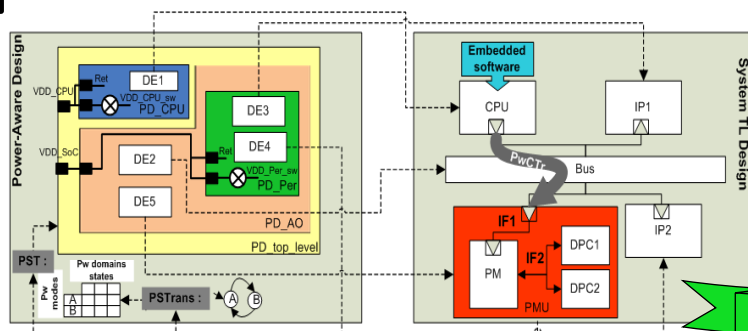 Power-Aware Design
VDD_CPU
Ret
DE1
VDD_CPU_sw
PD_CPU
VDD_SoC
DE3
DE4
Ret
VDD_Per_sw
PD_Per
DE2
DE5
PD_AO
PD_top_level
PST :
Pw modes
Pw domains
states
A
B
PSTrans :
A
B
System TL Design
Embedded
software
CPU
IP1
PwCTr
Bus
IF1
IP2
PM
IF2
DPC1
DPC2
PMU